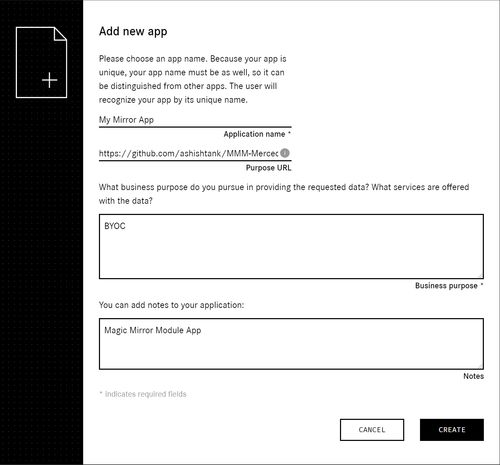 Add new app
Please choose an app name. Because your app is
unique, your app name must be as well, so it can
be distinguished from other apps. The user will
recognize your app by its unique name.
My Mirror App
Application name *
https://github.com/ashishtank/MMM-Merced
Purpose URL
What business purpose do you pursue in providing the requested data? What services are offered
with the data?
BYOC
Business purpose *
You can add notes to your application:
Magic Mirror Module App
Notes
* Indicates required fields
CANCEL
CREATE